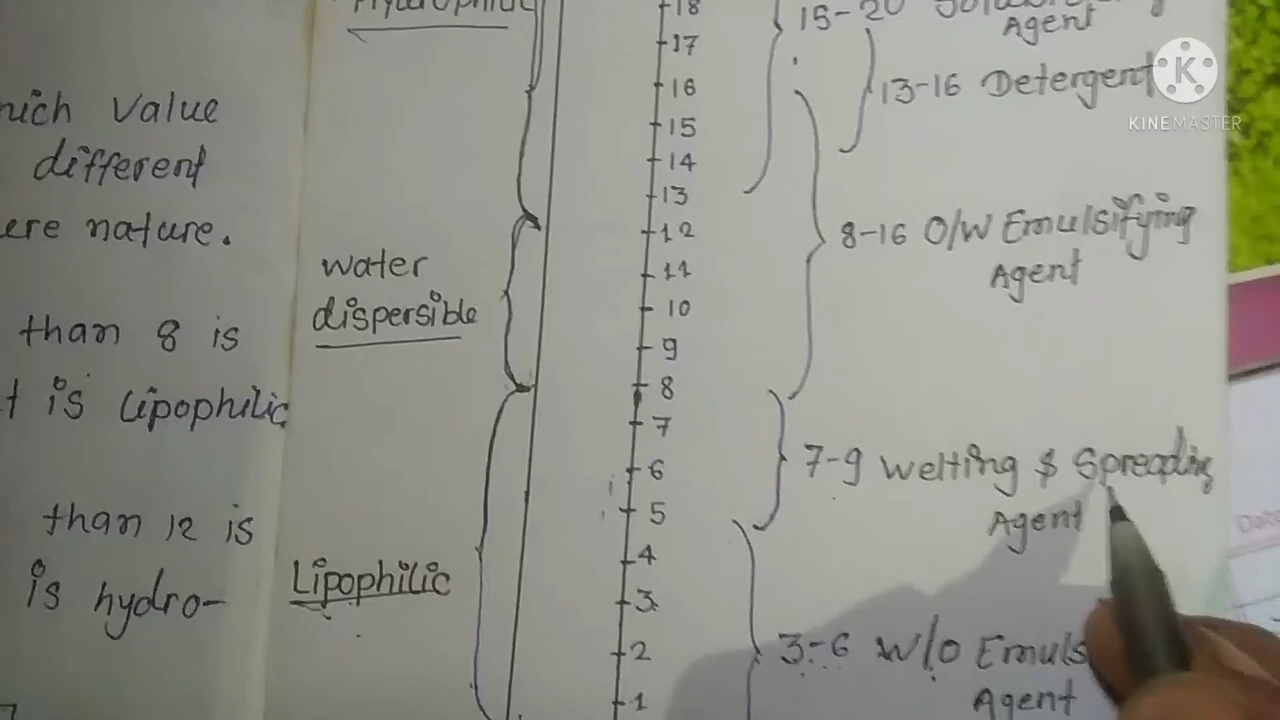 Value
different
ere nature.
than 8 is
t is Lipophilic
than 12 is
is hydro-
water
dispersible
Lipophilic
18
17
16
15
14
13
12
11
10
9
8
7
6
5
4
3
2
1
15-20
Agent
13-16 Detergent
8-16 O/W Emulsifying
Agent
7-9 Welting & Spreading
Agent
3-6 W/O Emuls
Agent
KINEMASTER